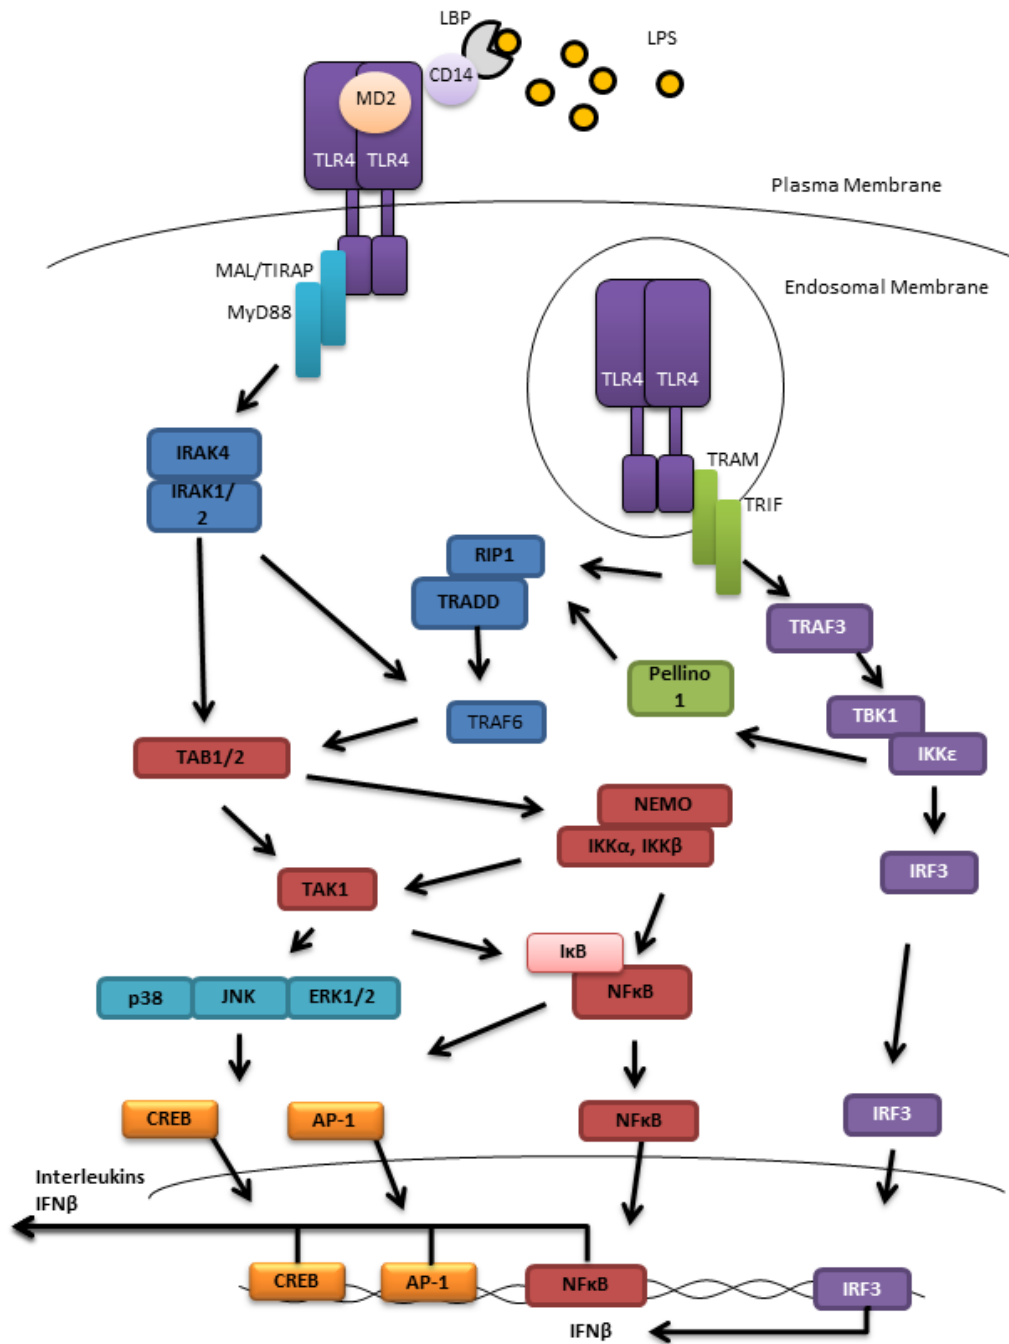 LBP
LPS
CD14
MD2
TLR4 TLR4
Plasma Membrane
MAL/TIRAP
MyD88
Endosomal Membrane
TLR4 TLR4
IRAK4
IRAK1/
2
TRAM
TRIF
RIP1
TRADD
TRAF3
Pellino
1
TRAF6
TBK1
IKKε
TAB1/2
NEMO
IKKα, IKKβ
IRF3
TAK1
IκB
NFκB
p38 JNK ERK1/2
CREB
AP-1
NFκB
IRF3
Interleukins
IFNβ
CREB
AP-1
NFκB
IRF3
IFNβ